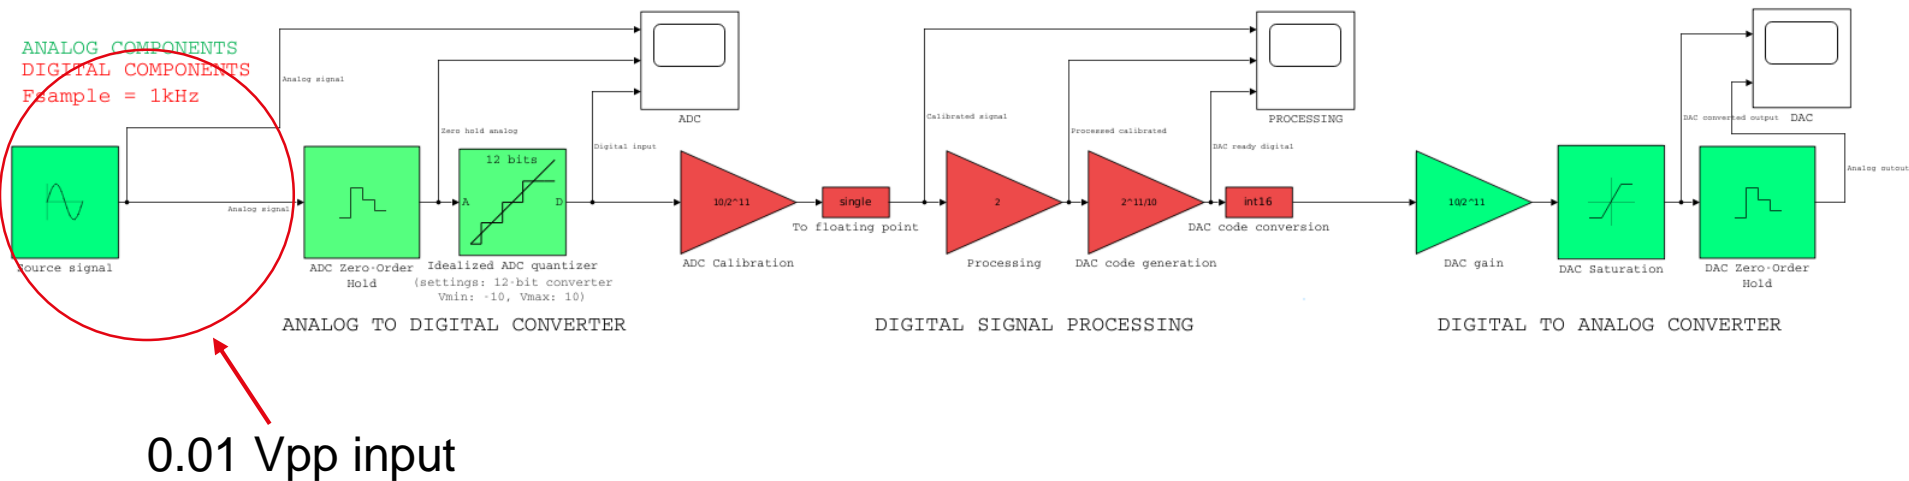 ANALOG COMPONENTS
DIGITAL COMPONENTS
Fsample = 1kHz
Analog signal
Analog signal
Source signal
ADC Zero-Order
Hold
Zero hold analog
12 bits
A
D
Idealized ADC quantizer
(settings: 12-bit converter
Vmin: -10, Vmax: 10)
Digital input
ADC
ANALOG TO DIGITAL CONVERTER
10/2^11
ADC Calibration
single
To floating point
Calibrated signal
2
Processing
Processed calibrated
2^11/10
DAC code generation
DAC ready digital
int16
DAC code conversion
PROCESSING
DIGITAL SIGNAL PROCESSING
10/2^11
DAC gain
DAC Saturation
DAC converted output
DAC
DAC Zero-Order
Hold
Analog outout
DIGITAL TO ANALOG CONVERTER
0.01 Vpp input